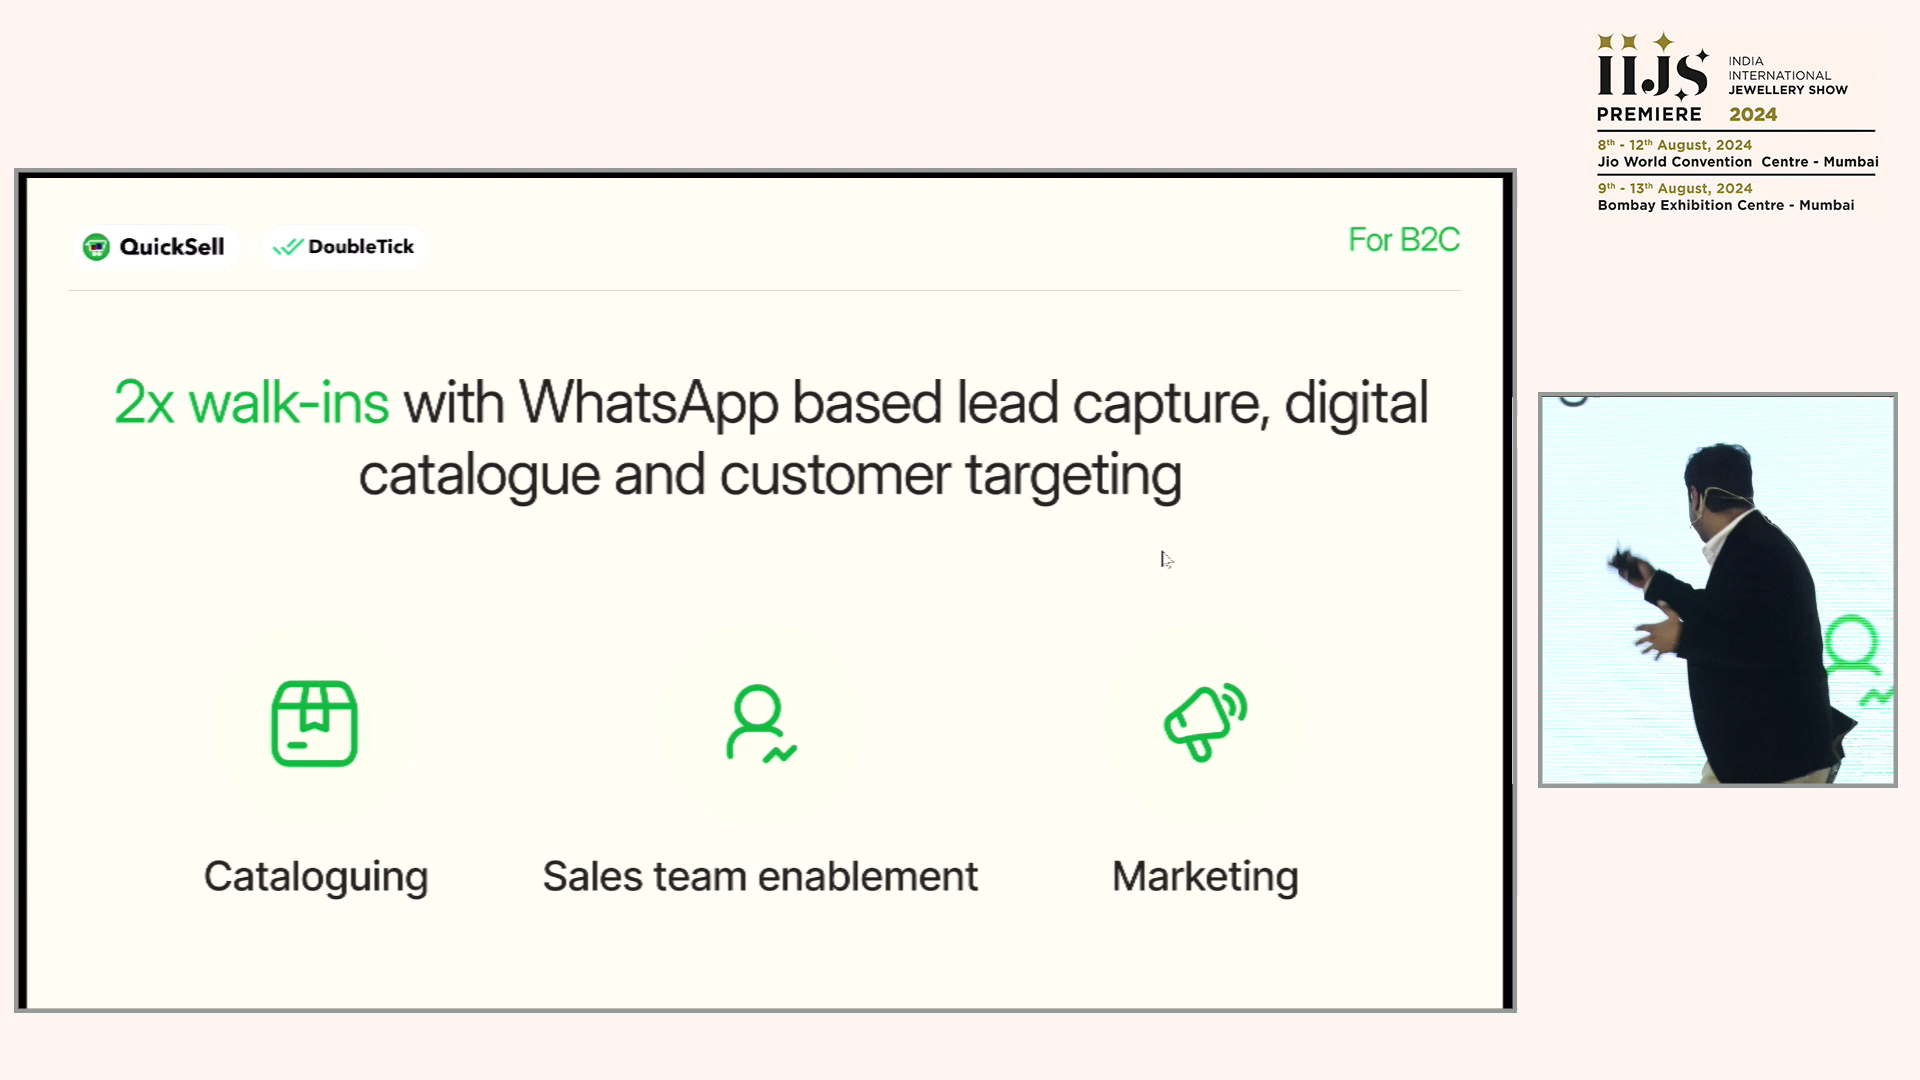 IIJS
INDIA
INTERNATIONAL
JEWELLERY SHOW
PREMIERE 2024
8th - 12th August, 2024
Jio World Convention Centre - Mumbai
9th - 13th August, 2024
Bombay Exhibition Centre - Mumbai
QuickSell DoubleTick For B2C
2x walk-ins with WhatsApp based lead capture, digital
catalogue and customer targeting
Cataloguing Sales team enablement Marketing